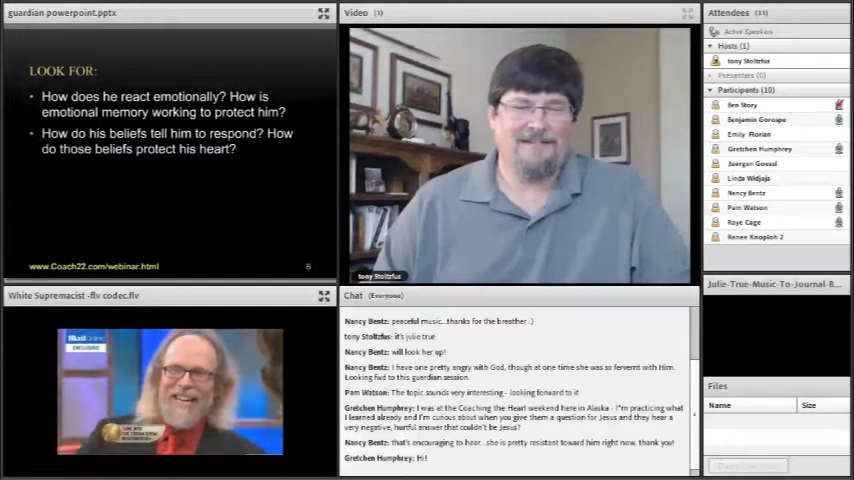 guardian powerpoint.pptx
LOOK FOR:
• How does he react emotionally? How is
emotional memory working to protect him?
• How do his beliefs tell him to respond? How
do those beliefs protect his heart?
www.Coach22.com/webinar.html
6
White Supremacist -flv codec.flv
Mail Online
EXCLUSIVE
Video (3)
tony Stoltzfus
Chat (Everyone)
Nancy Bentz: peaceful music...thanks for the breather :)
tony Stoltzfus: it's julie true
Nancy Bentz: will look her up!
Nancy Bentz: I have one pretty angry with God, though at one time she was so fervemt with Him.
Looking fwd to this guardian session.
Pam Watson: The topic sounds very interesting - looking forward to it
Gretchen Humphrey: I was at the Coaching the Heart weekend here in Alaska - I"m practicing what
I learned already and I'm curious about when you give them a question for Jesus and they hear a
very negative, hurtful answer that couldn't be Jesus?
Nancy Bentz: that's encouraging to hear...she is pretty resistant toward him right now. thank you!
Gretchen Humphrey: Hi!
Attendees (11)
Active Speakers
Hosts (1)
tony Stoltzfus
Presenters (0)
Participants (10)
Ben Story
Benjamin Gorospe
Emily Florian
Gretchen Humphrey
Juergen Goessl
Linda Widjaja
Nancy Bentz
Pam Watson
Raye Cage
Renee Knoploh 2
Julie-True-Music-To-Journal-B...
Files
Name
Size